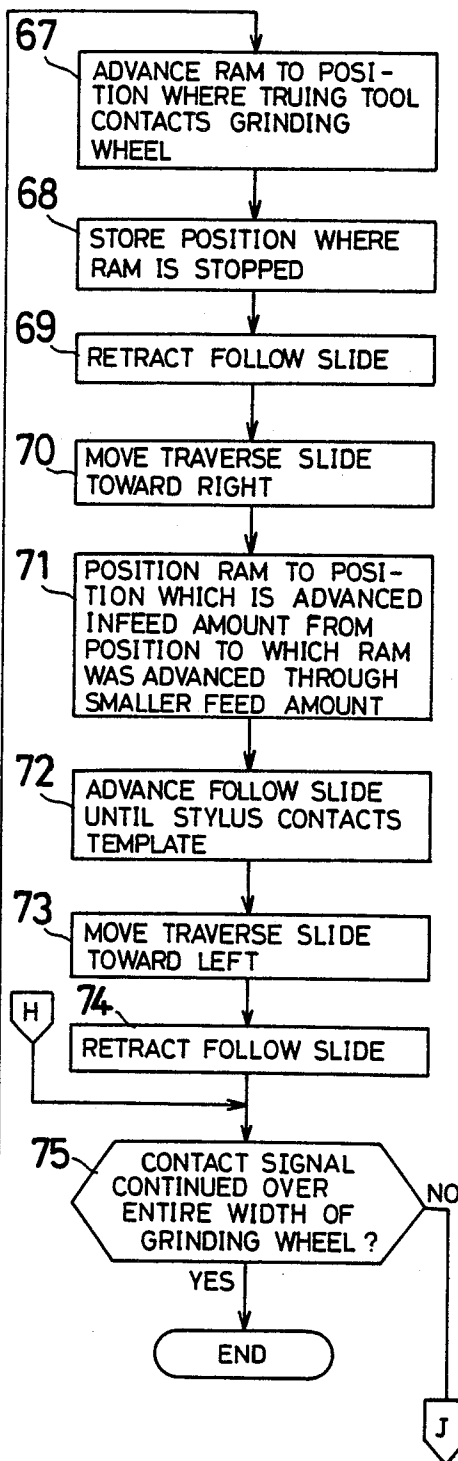 67
ADVANCE RAM TO POSI-
TION WHERE TRUING TOOL
CONTACTS GRINDING
WHEEL
68
STORE POSITION WHERE
RAM IS STOPPED
69
RETRACT FOLLOW SLIDE
70
MOVE TRAVERSE SLIDE
TOWARD RIGHT
71
POSITION RAM TO POSI-
TION WHICH IS ADVANCED
INFEED AMOUNT FROM
POSITION TO WHICH RAM
WAS ADVANCED THROUGH
SMALLER FEED AMOUNT
72
ADVANCE FOLLOW SLIDE
UNTIL STYLUS CONTACTS
TEMPLATE
73
MOVE TRAVERSE SLIDE
TOWARD LEFT
H
74
RETRACT FOLLOW SLIDE
75
CONTACT SIGNAL
CONTINUED OVER
ENTIRE WIDTH OF
GRINDING WHEEL ?
NO
YES
END
J